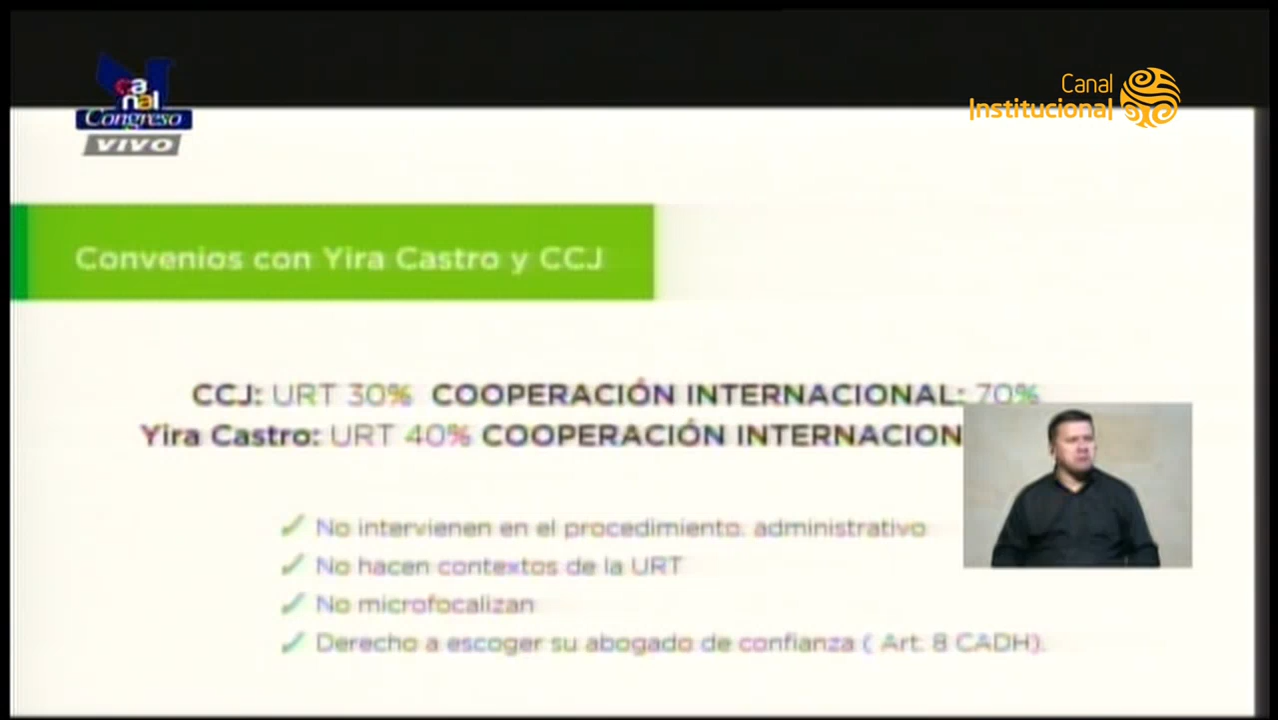 canal
Congreso
VIVO
Canal
Institucional
Convenios con Yira Castro y CCJ
CCJ: URT 30% COOPERACIÓN INTERNACIONAL: 70%
Yira Castro: URT 40% COOPERACIÓN INTERNACION
No intervienen en el procedimiento. administrativo
No hacen contextos de la URT
No microfocalizan
Derecho a escoger su abogado de confianza ( Art. 8 CADH).